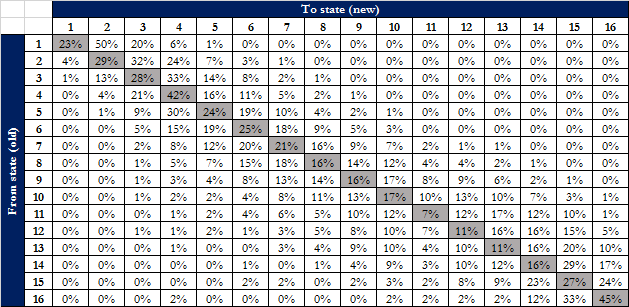 To state (new)
1 2 3 4 5 6 7 8 9 10 11 12 13 14 15 16
From state (old)
1 23% 50% 20% 6% 1% 0% 0% 0% 0% 0% 0% 0% 0% 0% 0% 0%
2 4% 29% 32% 24% 7% 3% 1% 0% 0% 0% 0% 0% 0% 0% 0% 0%
3 1% 13% 28% 33% 14% 8% 2% 1% 0% 0% 0% 0% 0% 0% 0% 0%
4 0% 4% 21% 42% 16% 11% 5% 2% 1% 0% 0% 0% 0% 0% 0% 0%
5 0% 1% 9% 30% 24% 19% 10% 4% 2% 1% 0% 0% 0% 0% 0% 0%
6 0% 0% 5% 15% 19% 25% 18% 9% 5% 3% 0% 0% 0% 0% 0% 0%
7 0% 0% 2% 8% 12% 20% 21% 16% 9% 7% 2% 1% 1% 0% 0% 0%
8 0% 0% 1% 5% 7% 15% 18% 16% 14% 12% 4% 4% 2% 1% 0% 0%
9 0% 0% 1% 3% 4% 8% 13% 14% 16% 17% 8% 9% 6% 2% 1% 0%
10 0% 0% 1% 2% 2% 4% 8% 11% 13% 17% 10% 13% 10% 7% 3% 1%
11 0% 0% 0% 1% 2% 4% 6% 5% 10% 12% 7% 12% 17% 12% 10% 1%
12 0% 0% 0% 1% 1% 2% 3% 5% 8% 10% 7% 11% 16% 16% 15% 5%
13 0% 0% 0% 1% 0% 0% 3% 4% 9% 10% 4% 10% 11% 16% 20% 10%
14 0% 0% 0% 0% 0% 1% 0% 1% 4% 9% 3% 10% 12% 16% 29% 17%
15 0% 0% 0% 0% 0% 2% 2% 0% 0% 2% 3% 8% 9% 23% 27% 24%
16 0% 0% 0% 2% 0% 0% 0% 0% 0% 2% 2% 2% 2% 12% 33% 45%